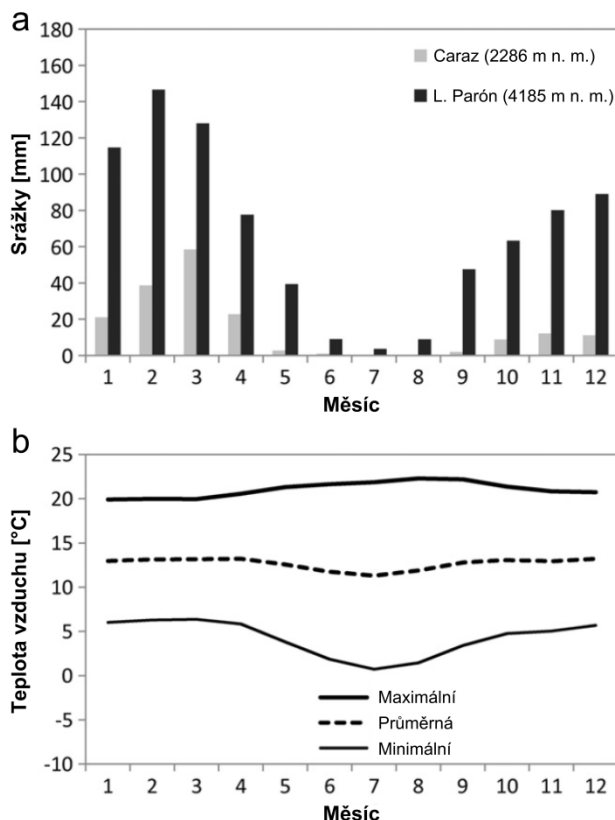 a
180
160
140
120
100
80
60
40
20
0
Srážky [mm]
Caraz (2286 m n. m.)
L. Parón (4185 m n. m.)
1 2 3 4 5 6 7 8 9 10 11 12
Měsíc
b
25
20
15
10
5
0
-5
-10
Teplota vzduchu [°C]
Maximální
Průměrná
Minimální
1 2 3 4 5 6 7 8 9 10 11 12
Měsíc